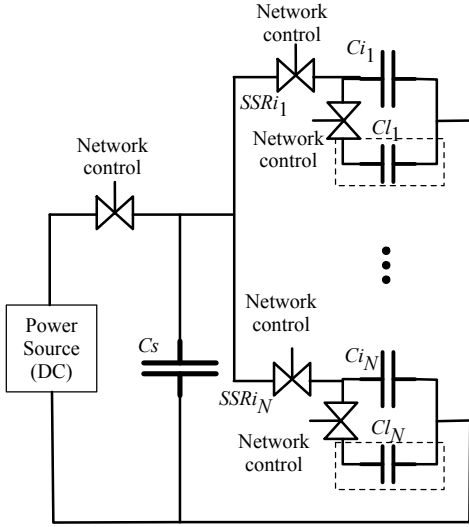 Network
control
Ci1
SSRi1
Network
control
Cl1
Network
control
Power
Source
(DC)
Cs
Network
control
CiN
SSRiN
Network
control
ClN